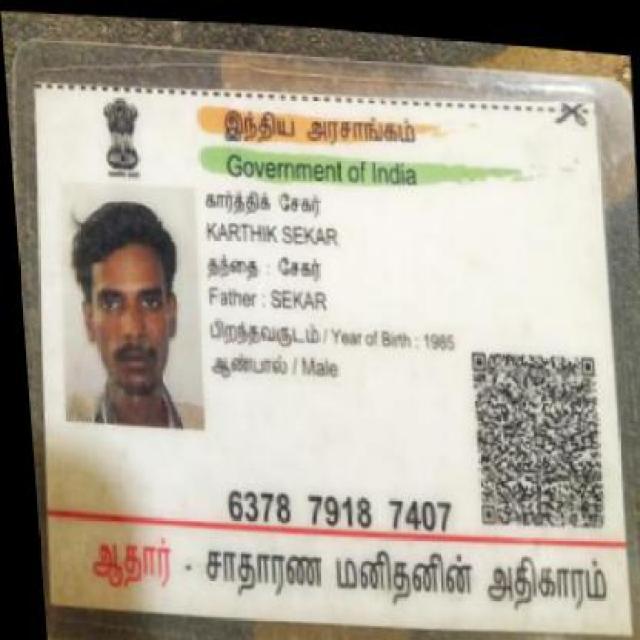 இந்திய அரசாங்கம்
Government of India
கார்த்திக் சேகர்
KARTHIK SEKAR
தந்தை : சேகர்
Father : SEKAR
பிறந்தவருடம் / Year of Birth : 1985
ஆண்பால் / Male
6378 7918 7407
ஆதார் - சாதாரண மனிதனின் அதிகாரம்